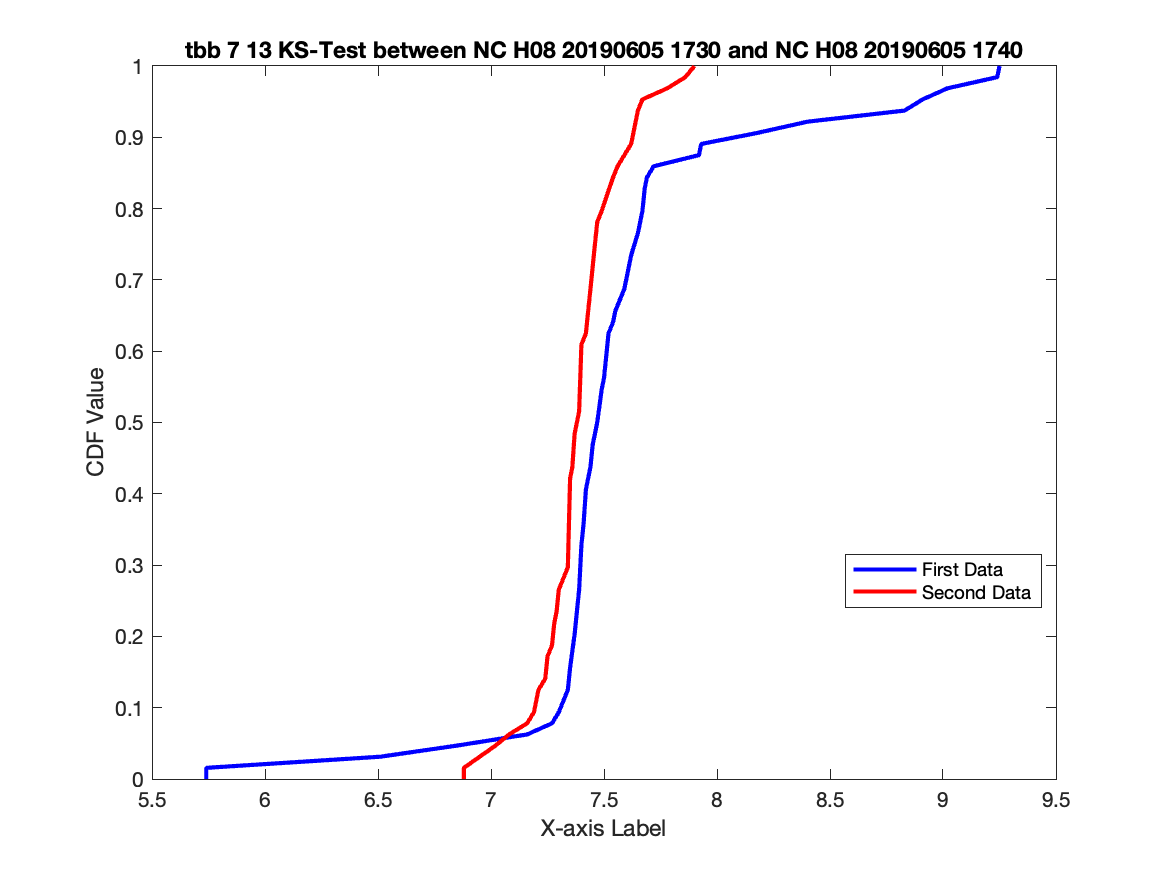 tbb 7 13 KS-Test between NC H08 20190605 1730 and NC H08 20190605 1740
1
0.9
0.8
0.7
0.6
0.5
0.4
0.3
0.2
0.1
0
CDF Value
First Data
Second Data
5.5 6 6.5 7 7.5 8 8.5 9 9.5
X-axis Label